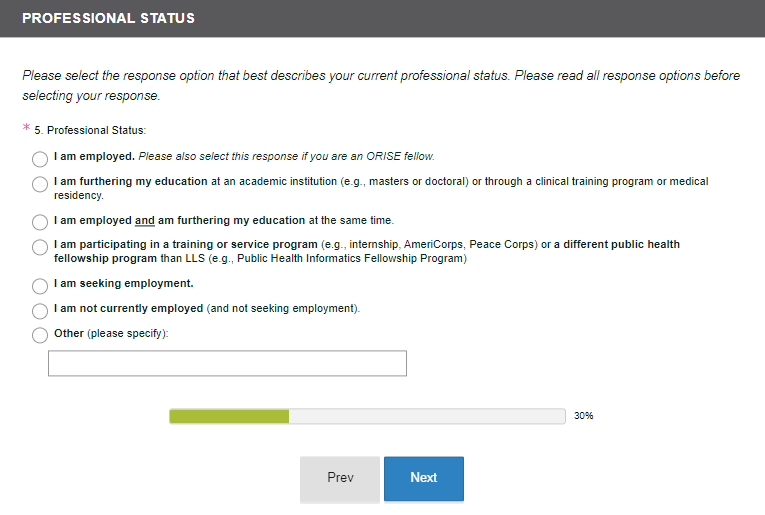 PROFESSIONAL STATUS
Please select the response option that best describes your current professional status. Please read all response options before
selecting your response.
* 5. Professional Status:
I am employed. Please also select this response if you are an ORISE fellow.
I am furthering my education at an academic institution (e.g., masters or doctoral) or through a clinical training program or medical
residency.
I am employed and am furthering my education at the same time.
I am participating in a training or service program (e.g., internship, AmeriCorps, Peace Corps) or a different public health
fellowship program than LLS (e.g., Public Health Informatics Fellowship Program)
I am seeking employment.
I am not currently employed (and not seeking employment).
Other (please specify):
30%
Prev
Next